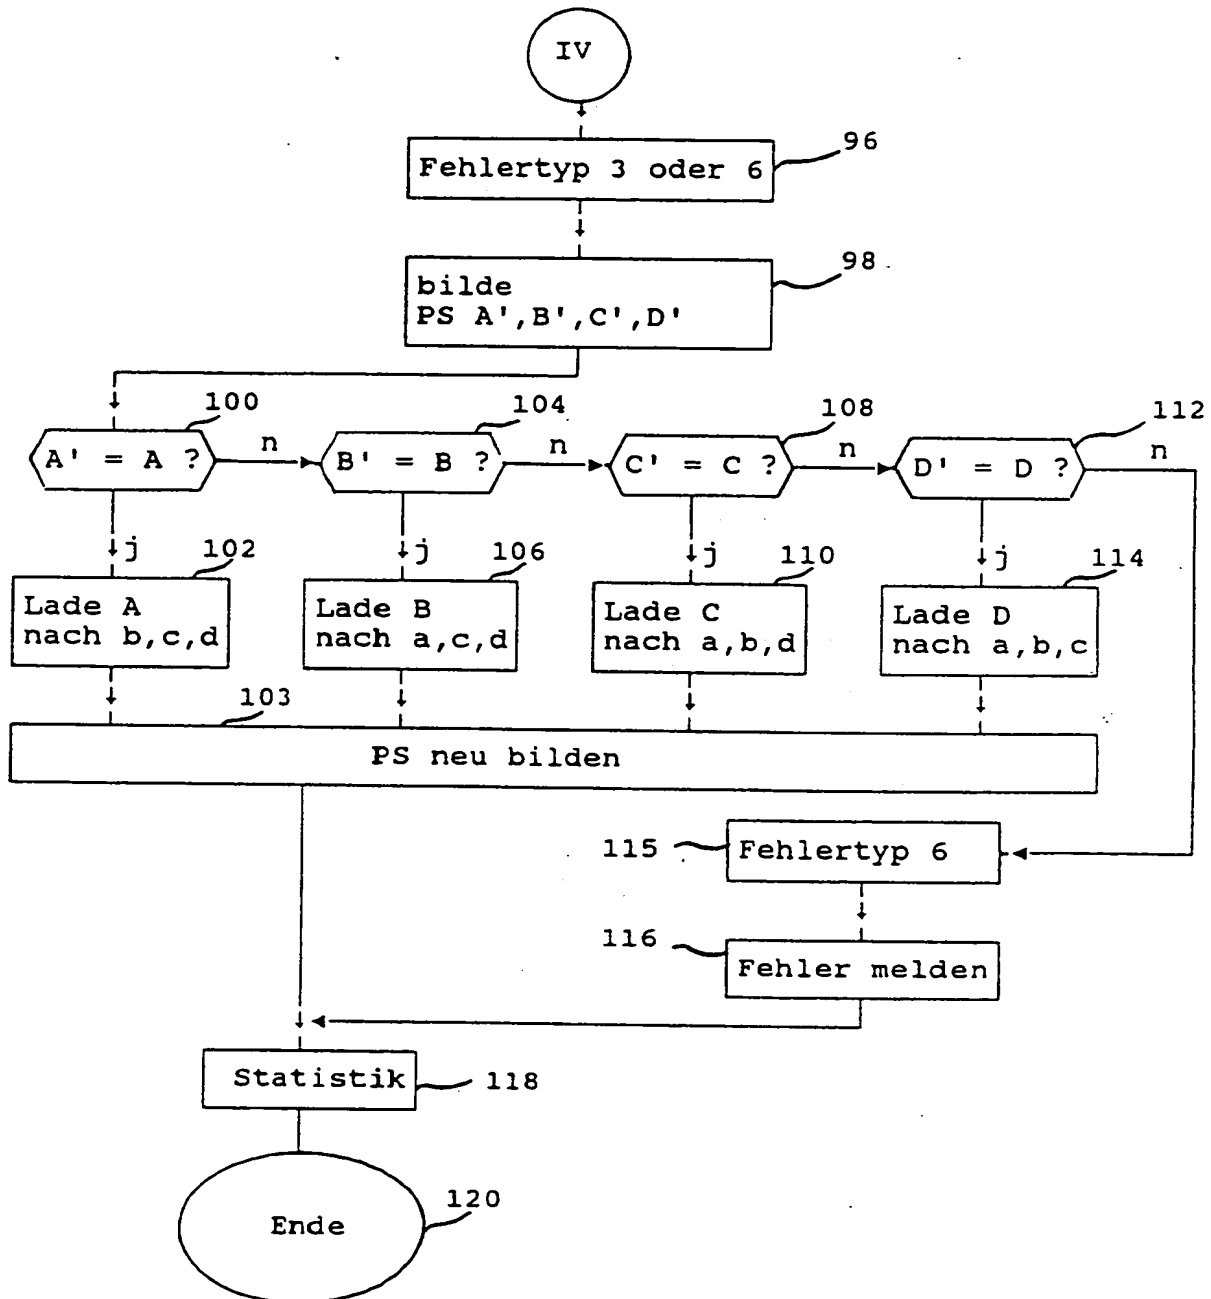 IV
96
Fehlertyp 3 oder 6
98
bilde
PS A',B',C',D'
100
104
108
112
A' = A ?
n
B' = B ?
n
C' = C ?
n
D' = D ?
n
j
102
j
106
j
110
j
114
Lade A
nach b,c,d
Lade B
nach a,c,d
Lade C
nach a,b,d
Lade D
nach a,b,c
103
PS neu bilden
115
Fehlertyp 6
116
Fehler melden
Statistik
118
120
Ende